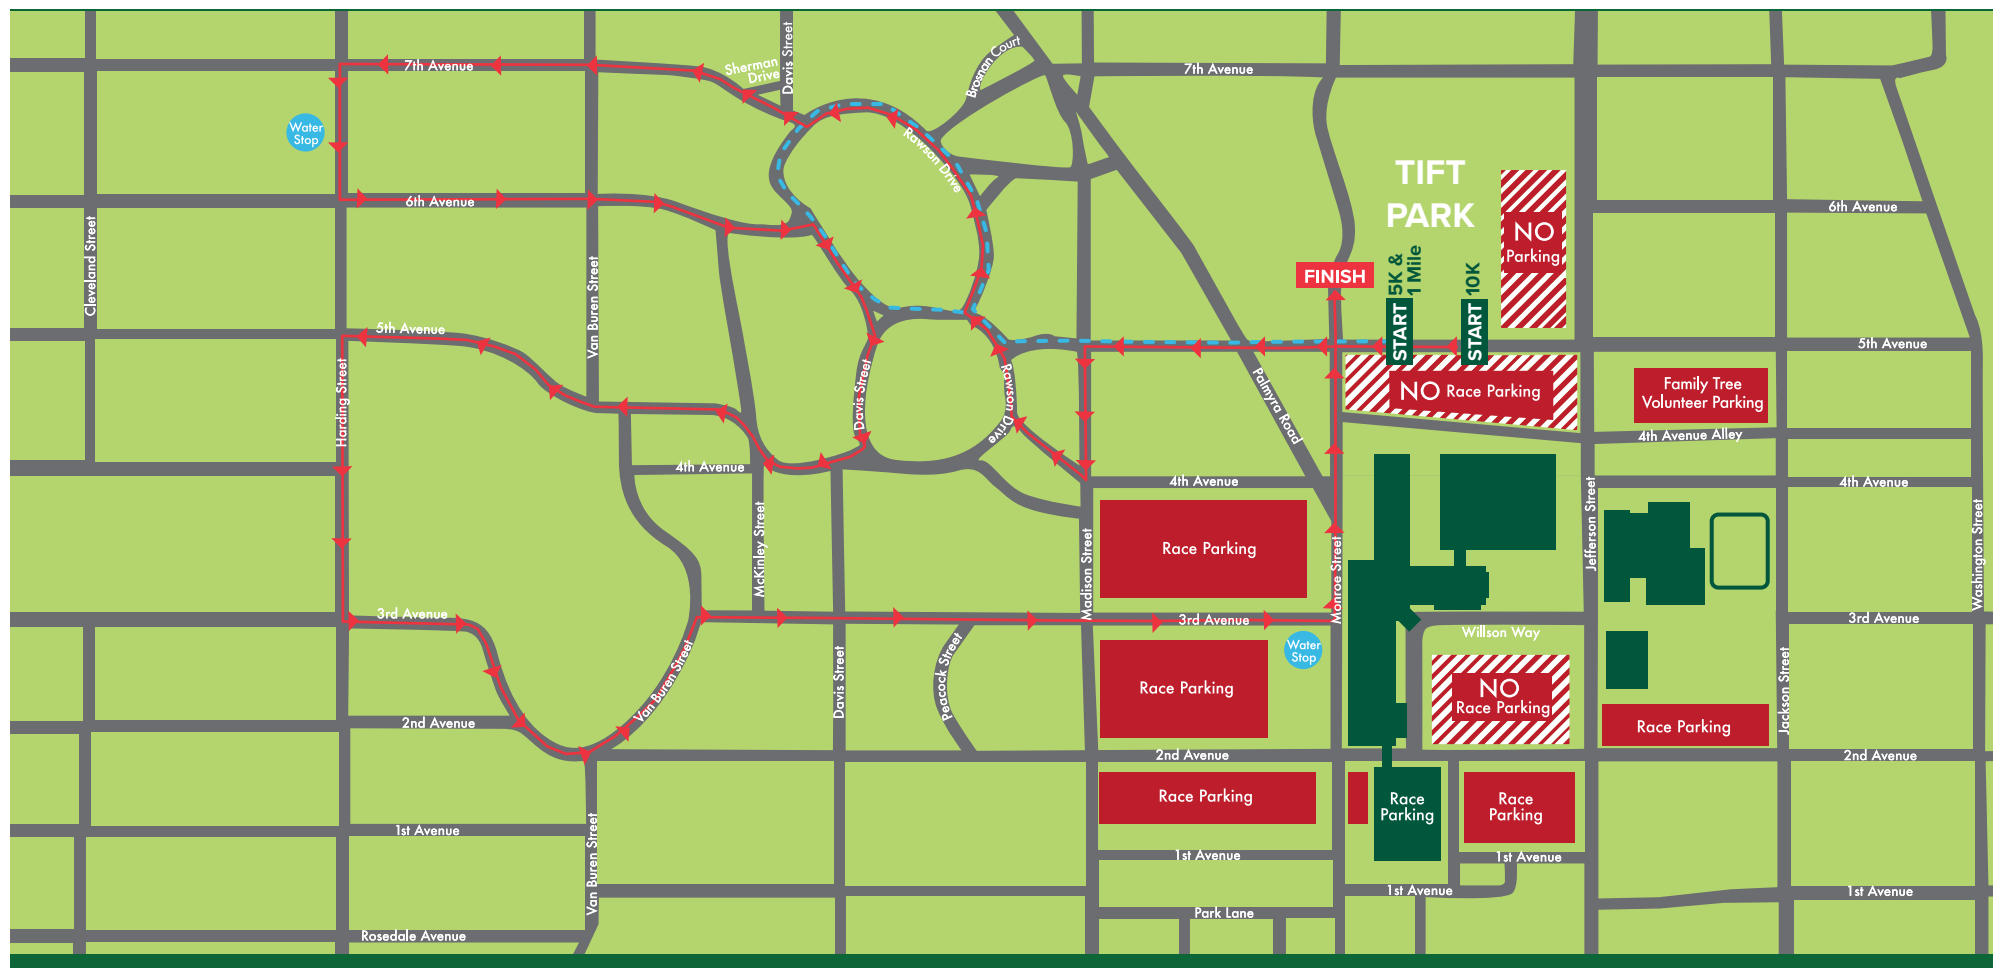 7th Avenue
Sherman
Drive
Davis Street
Brosnan Court
7th Avenue
Water
Stop
Rawson Drive
TIFT
PARK
6th Avenue
NO
Parking
6th Avenue
Cleveland Street
Van Buren Street
FINISH
5K &
1 Mile
10K
START
START
5th Avenue
5th Avenue
Harding Street
Davis Street
Rawson Drive
Palmyra Road
NO Race Parking
Family Tree
Volunteer Parking
4th Avenue Alley
4th Avenue
4th Avenue
4th Avenue
McKinley Street
Madison Street
Race Parking
Monroe Street
Jefferson Street
Washington Street
3rd Avenue
3rd Avenue
Water
Stop
Willson Way
3rd Avenue
Van Buren Street
Davis Street
Peacock Street
Race Parking
NO
Race Parking
Jackson Street
Race Parking
2nd Avenue
2nd Avenue
2nd Avenue
Race Parking
Race
Parking
Race
Parking
1st Avenue
Van Buren Street
1st Avenue
1st Avenue
1st Avenue
1st Avenue
Park Lane
Rosedale Avenue